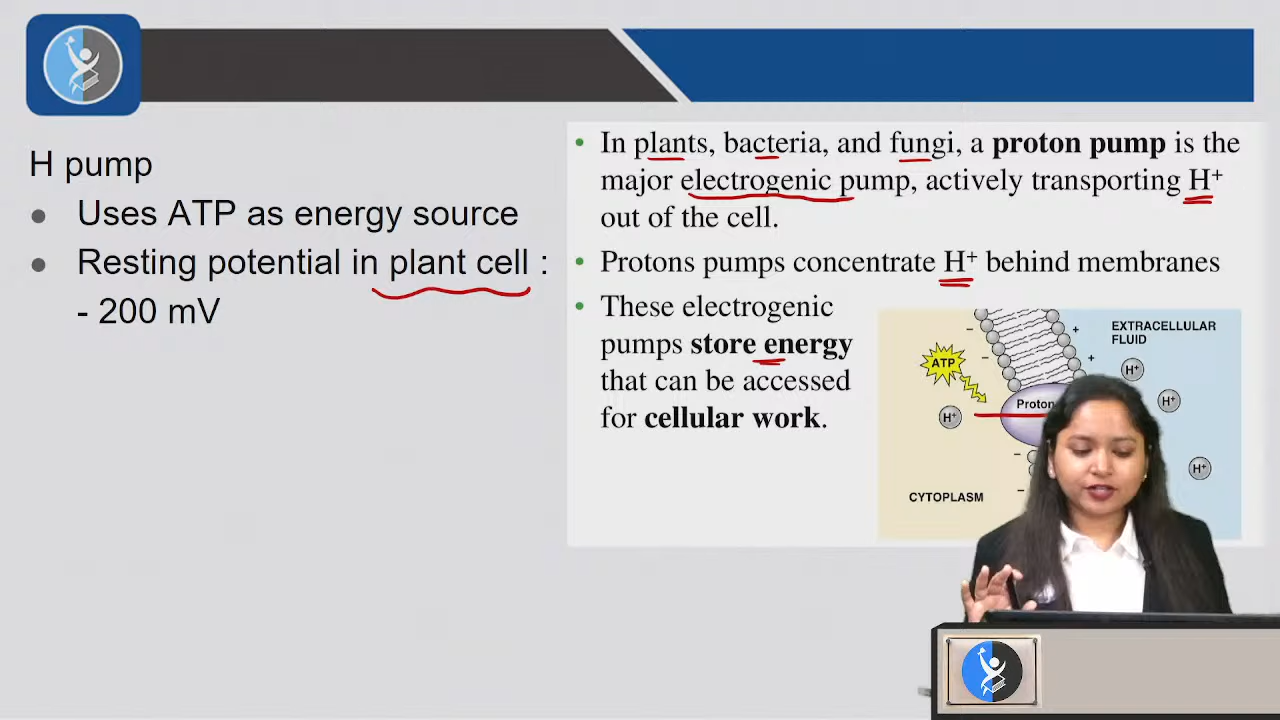 H pump
● Uses ATP as energy source
● Resting potential in plant cell :
- 200 mV
• In plants, bacteria, and fungi, a proton pump is the
major electrogenic pump, actively transporting H⁺
out of the cell.
• Protons pumps concentrate H⁺ behind membranes
• These electrogenic
pumps store energy
that can be accessed
for cellular work.
EXTRACELLULAR
FLUID
ATP
Proton
H⁺
H⁺
H⁺
H⁺
CYTOPLASM
−
−
−
−
+
+